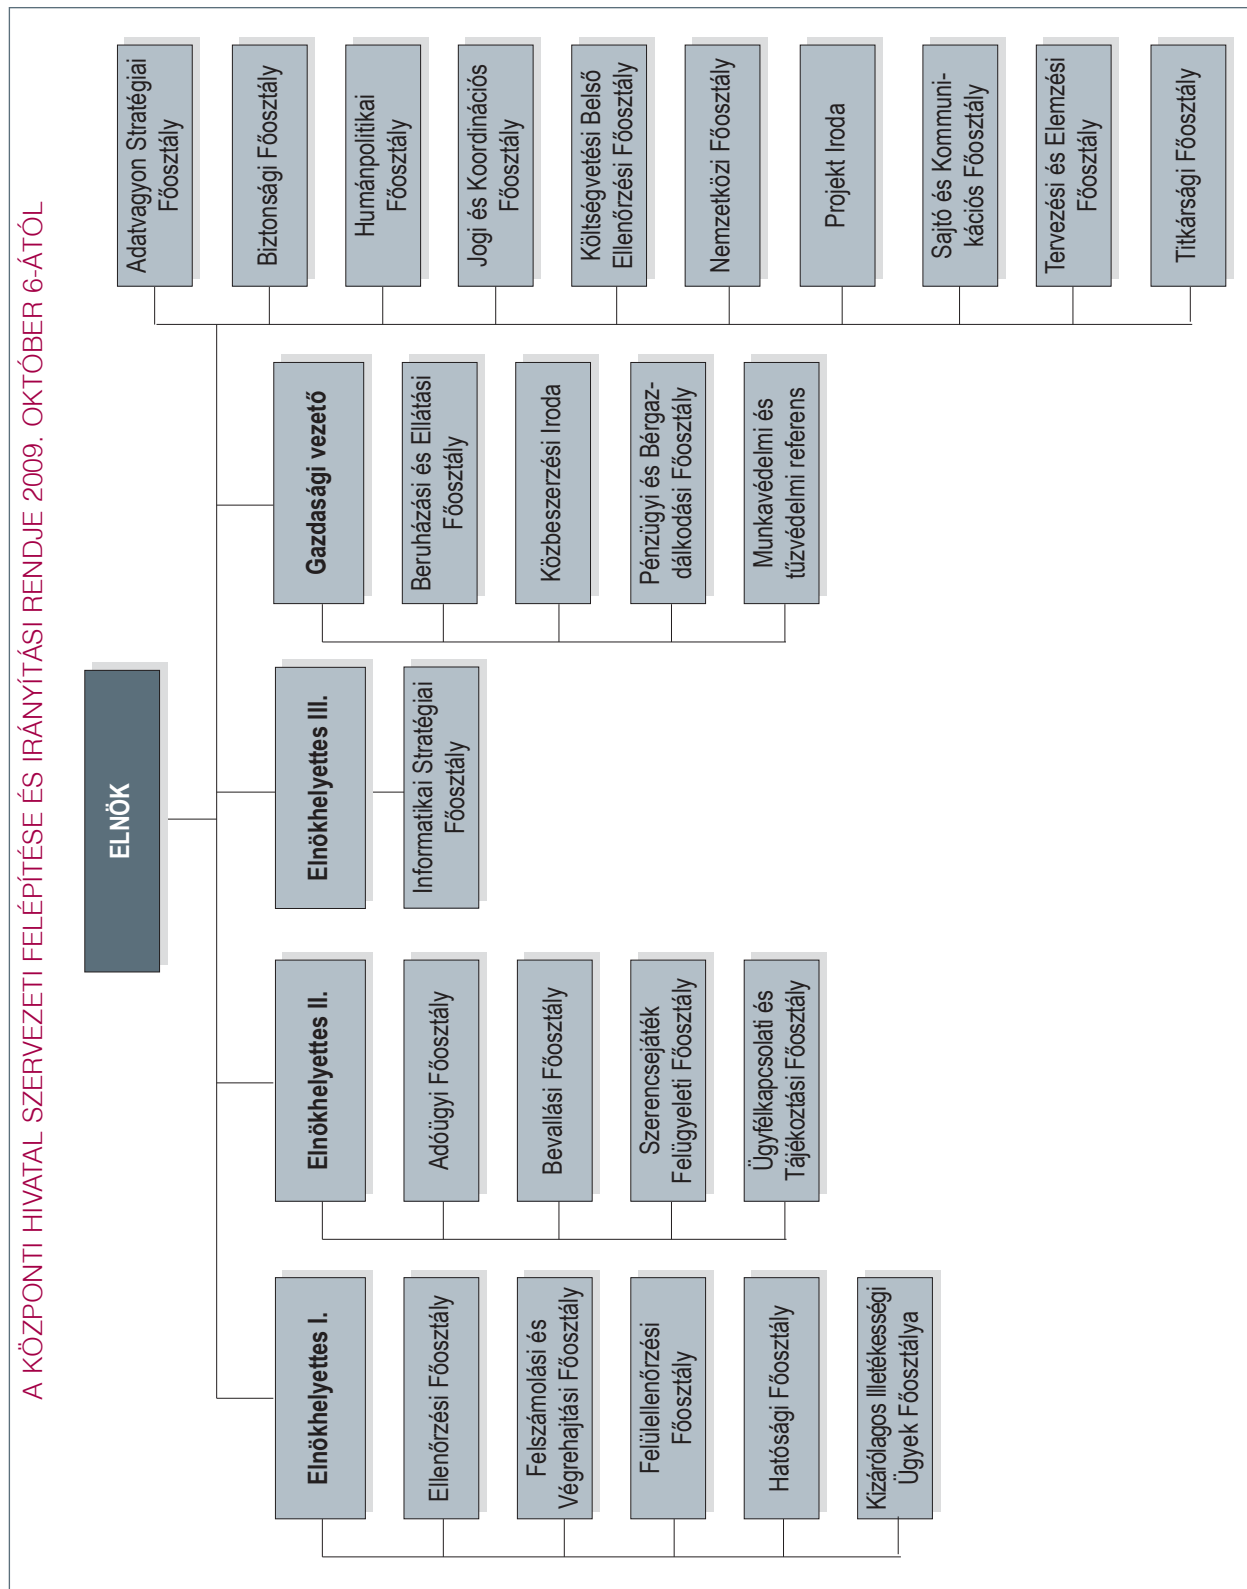 A KÖZPONTI HIVATAL SZERVEZETI FELÉPÍTÉSE ÉS IRÁNYÍTÁSI RENDJE 2009. OKTÓBER 6-ÁTÓL
ELNÖK
Elnökhelyettes I.
Ellenőrzési Főosztály
Felszámolási és
Végrehajtási Főosztály
Felülellenőrzési
Főosztály
Hatósági Főosztály
Kizárólagos Illetékességi
Ügyek Főosztálya
Elnökhelyettes II.
Adóügyi Főosztály
Bevallási Főosztály
Szerencsejáték
Felügyeleti Főosztály
Ügyfélkapcsolati és
Tájékoztási Főosztály
Elnökhelyettes III.
Informatikai Stratégiai
Főosztály
Gazdasági vezető
Beruházási és Ellátási
Főosztály
Közbeszerzési Iroda
Pénzügyi és Bérgaz-
dálkodási Főosztály
Munkavédelmi és
tűzvédelmi referens
Adatvagyon Stratégiai
Főosztály
Biztonsági Főosztály
Humánpolitikai
Főosztály
Jogi és Koordinációs
Főosztály
Költségvetési Belső
Ellenőrzési Főosztály
Nemzetközi Főosztály
Projekt Iroda
Sajtó és Kommuni-
kációs Főosztály
Tervezési és Elemzési
Főosztály
Titkársági Főosztály